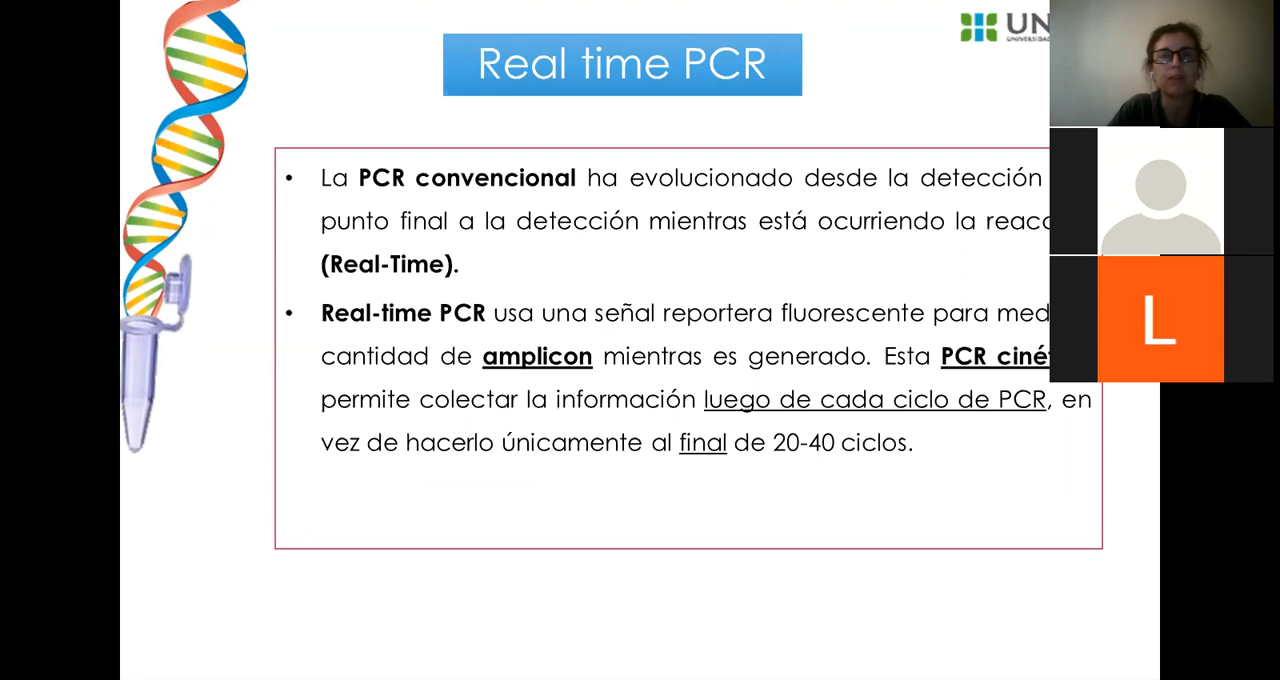 Real time PCR
UN
UNIVERSIDAD
• La PCR convencional ha evolucionado desde la detección
punto final a la detección mientras está ocurriendo la reacc
(Real-Time).
• Real-time PCR usa una señal reportera fluorescente para med
cantidad de amplicon mientras es generado. Esta PCR ciné
permite colectar la información luego de cada ciclo de PCR, en
vez de hacerlo únicamente al final de 20-40 ciclos.
L